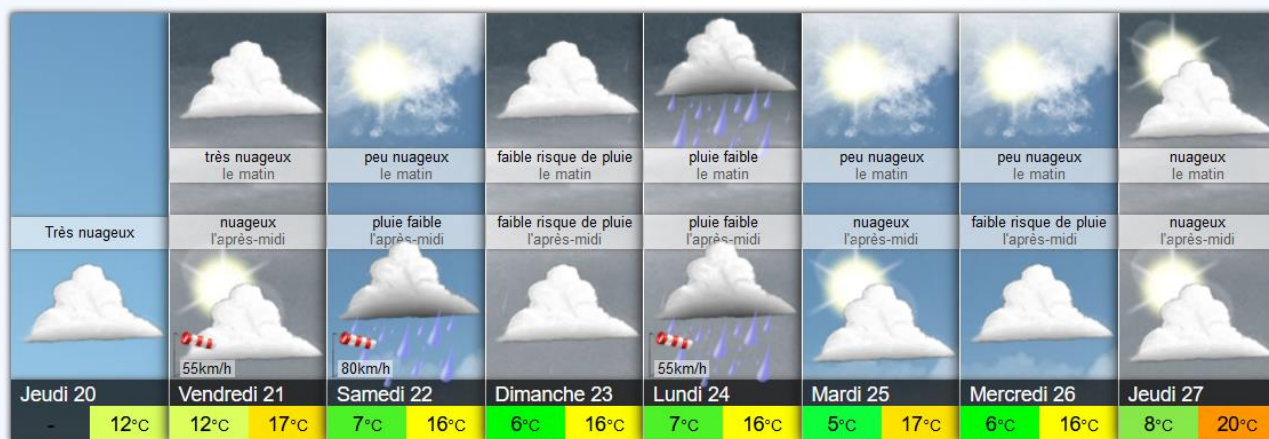 très nuageux
le matin
peu nuageux
le matin
faible risque de pluie
le matin
pluie faible
le matin
peu nuageux
le matin
peu nuageux
le matin
nuageux
le matin
Très nuageux
nuageux
l'après-midi
pluie faible
l'après-midi
faible risque de pluie
l'après-midi
pluie faible
l'après-midi
nuageux
l'après-midi
faible risque de pluie
l'après-midi
nuageux
l'après-midi
55km/h
80km/h
55km/h
Jeudi 20
Vendredi 21
Samedi 22
Dimanche 23
Lundi 24
Mardi 25
Mercredi 26
Jeudi 27
- 12°C
12°C 17°C
7°C 16°C
6°C 16°C
7°C 16°C
5°C 17°C
6°C 16°C
8°C 20°C